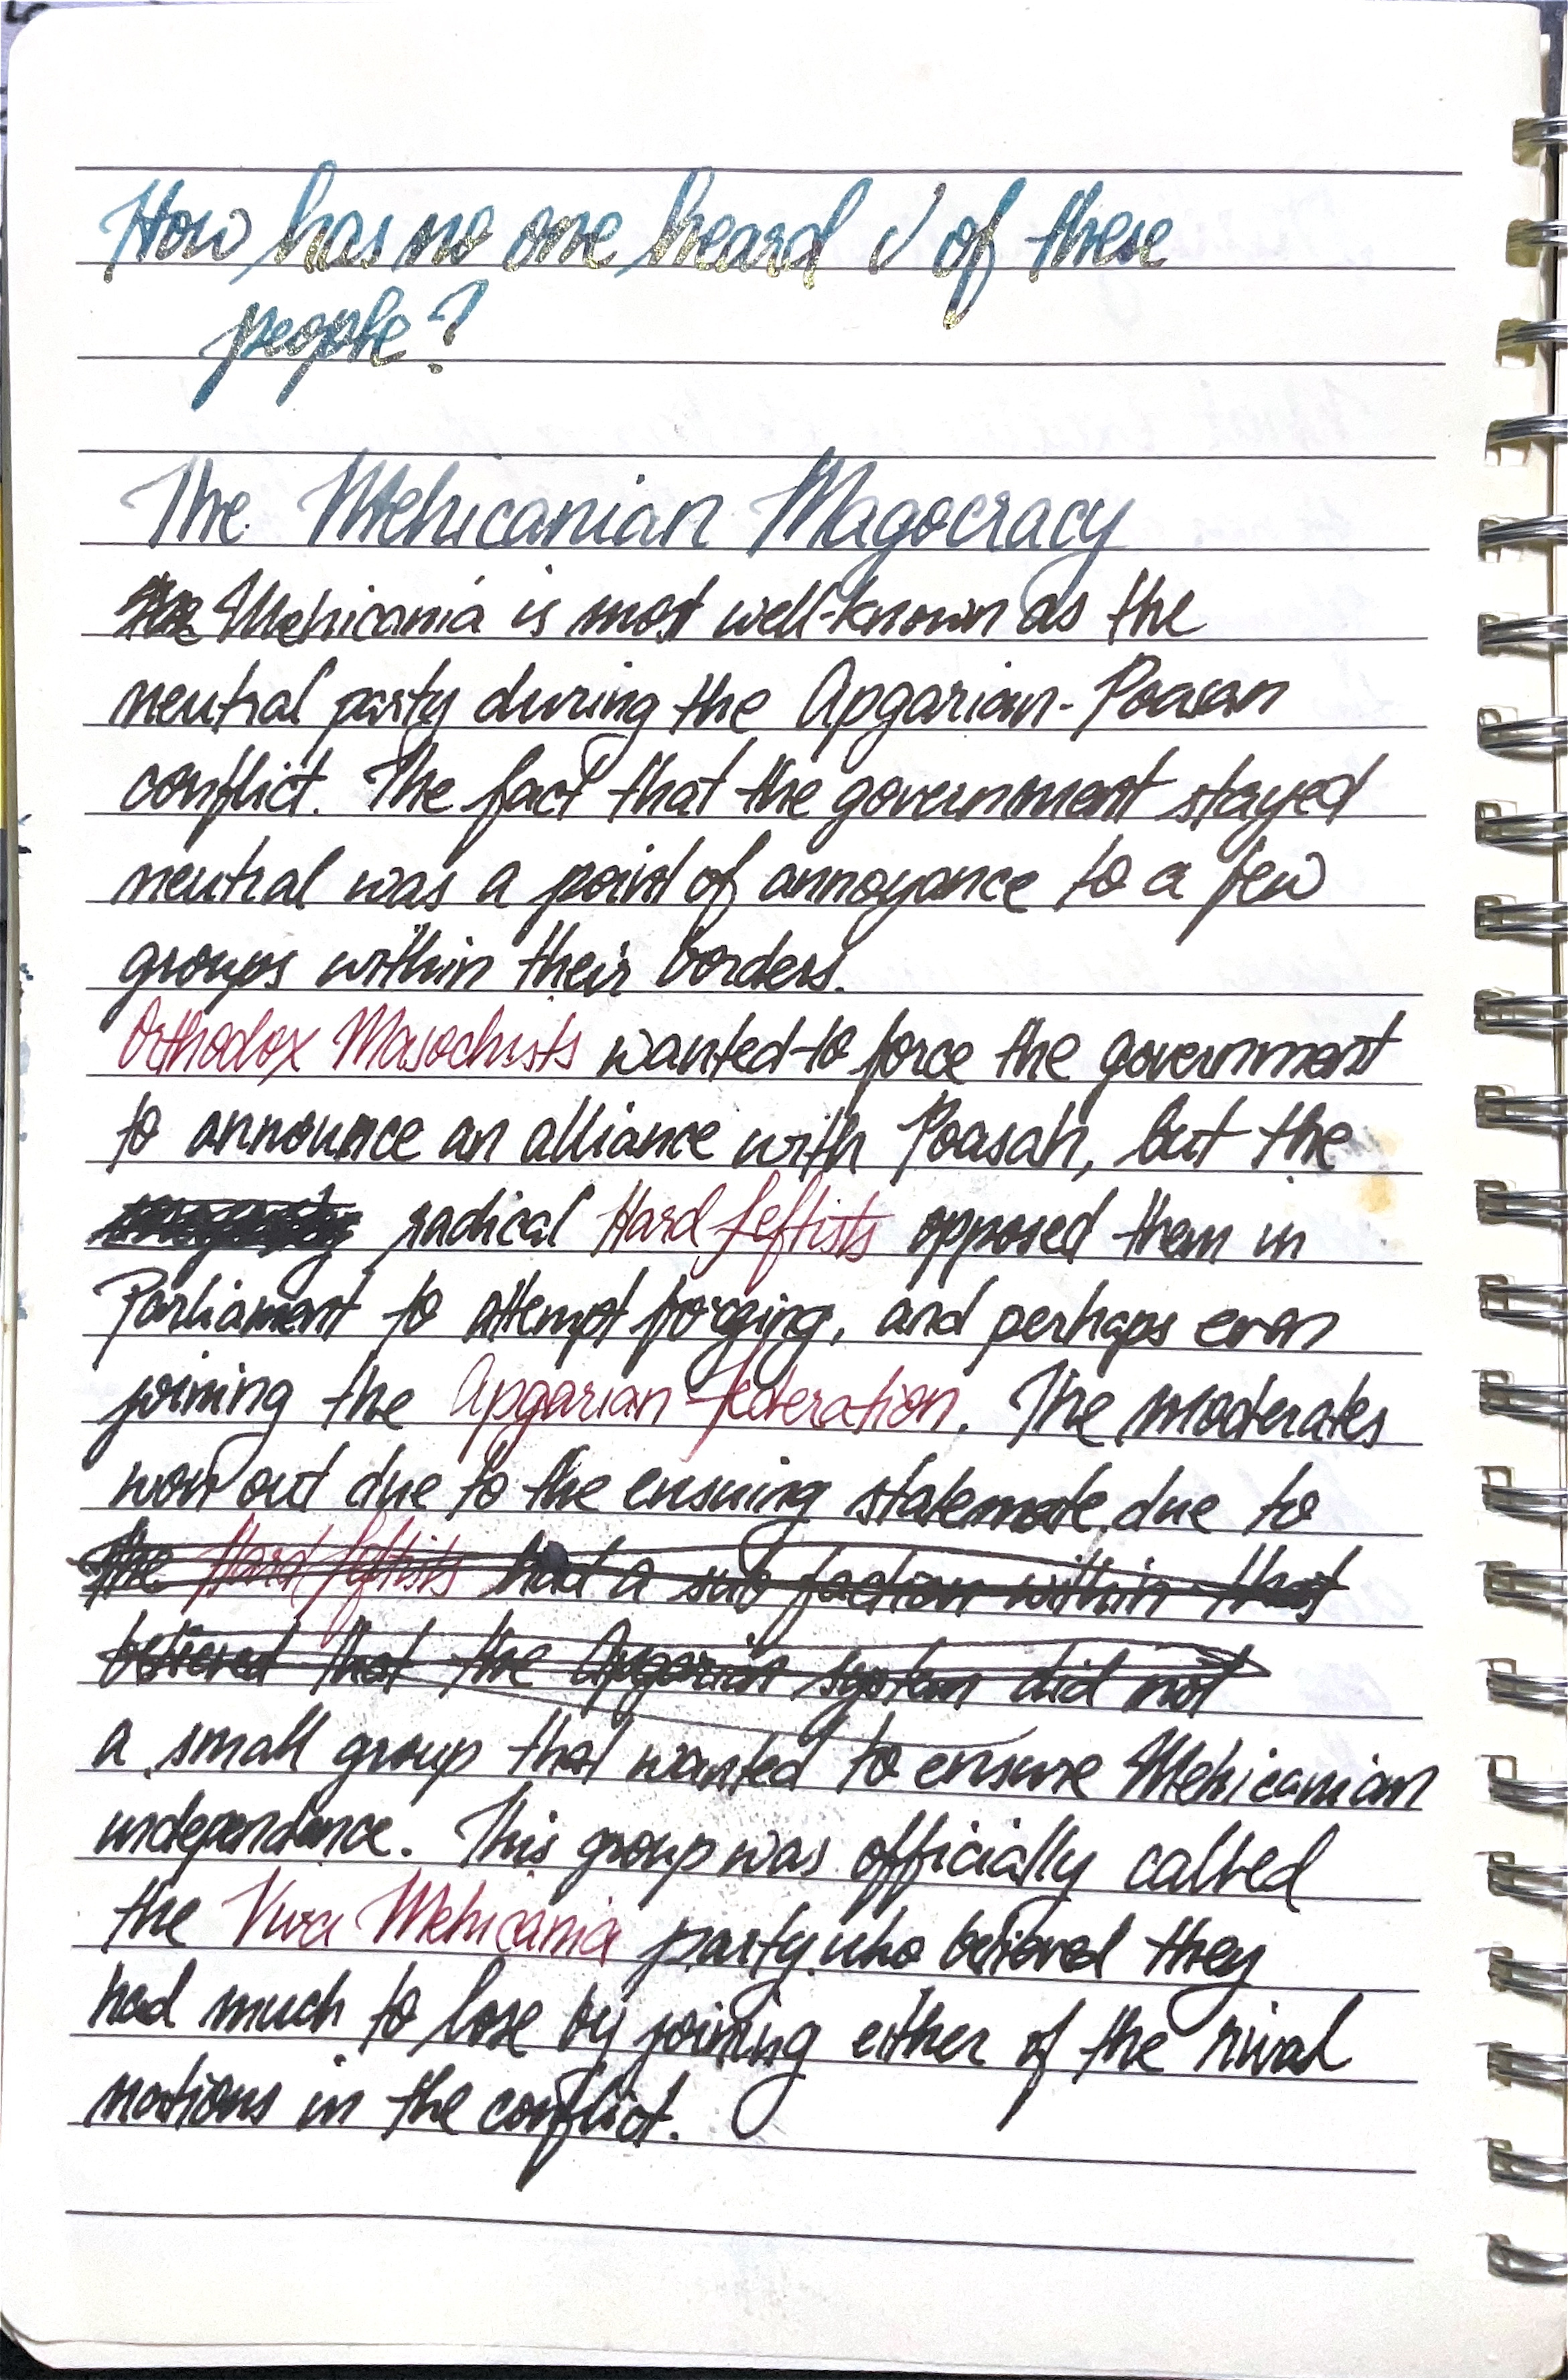 How has no one heard of these
people?
The Mehicanian Magocracy
the Mehicania is most well-known as the
neutral party during the Apgarian-Poasan
conflict. The fact that the government stayed
neutral was a point of annoyance to a few
groups within their borders.
Orthodox Masochists wanted to force the government
to announce an alliance with Poasah, but the
radical Hard Leftists opposed them in
Parliament to attempt forging, and perhaps even
joining the Apgarian Federation. The moderates
won out due to the ensuing stalemate due to
the Hard Leftists had a sub faction within that
believed that the Apgarin system did not
a small group that wanted to ensure Mehicanian
independence. This group was officially called
the Viva Mehicania party who believed they
had much to lose by joining either of the rival
nations in the conflict.